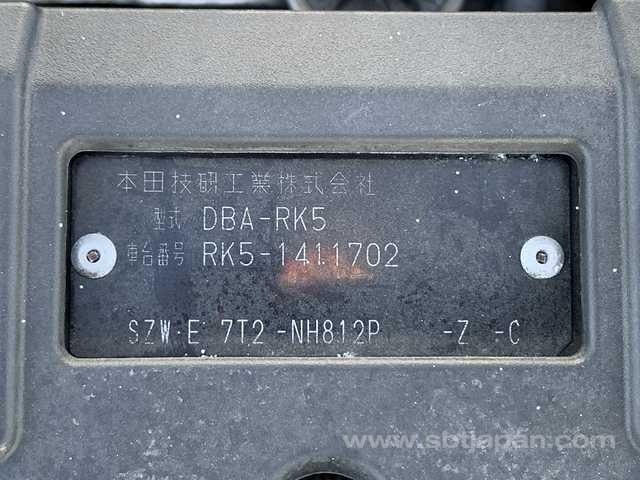 本田技研工業株式会社
型式 DBA-RK5
車台番号 RK5-1411702
SZW·E 7T2 -NH812P -Z -C
www.sbtjapan.com